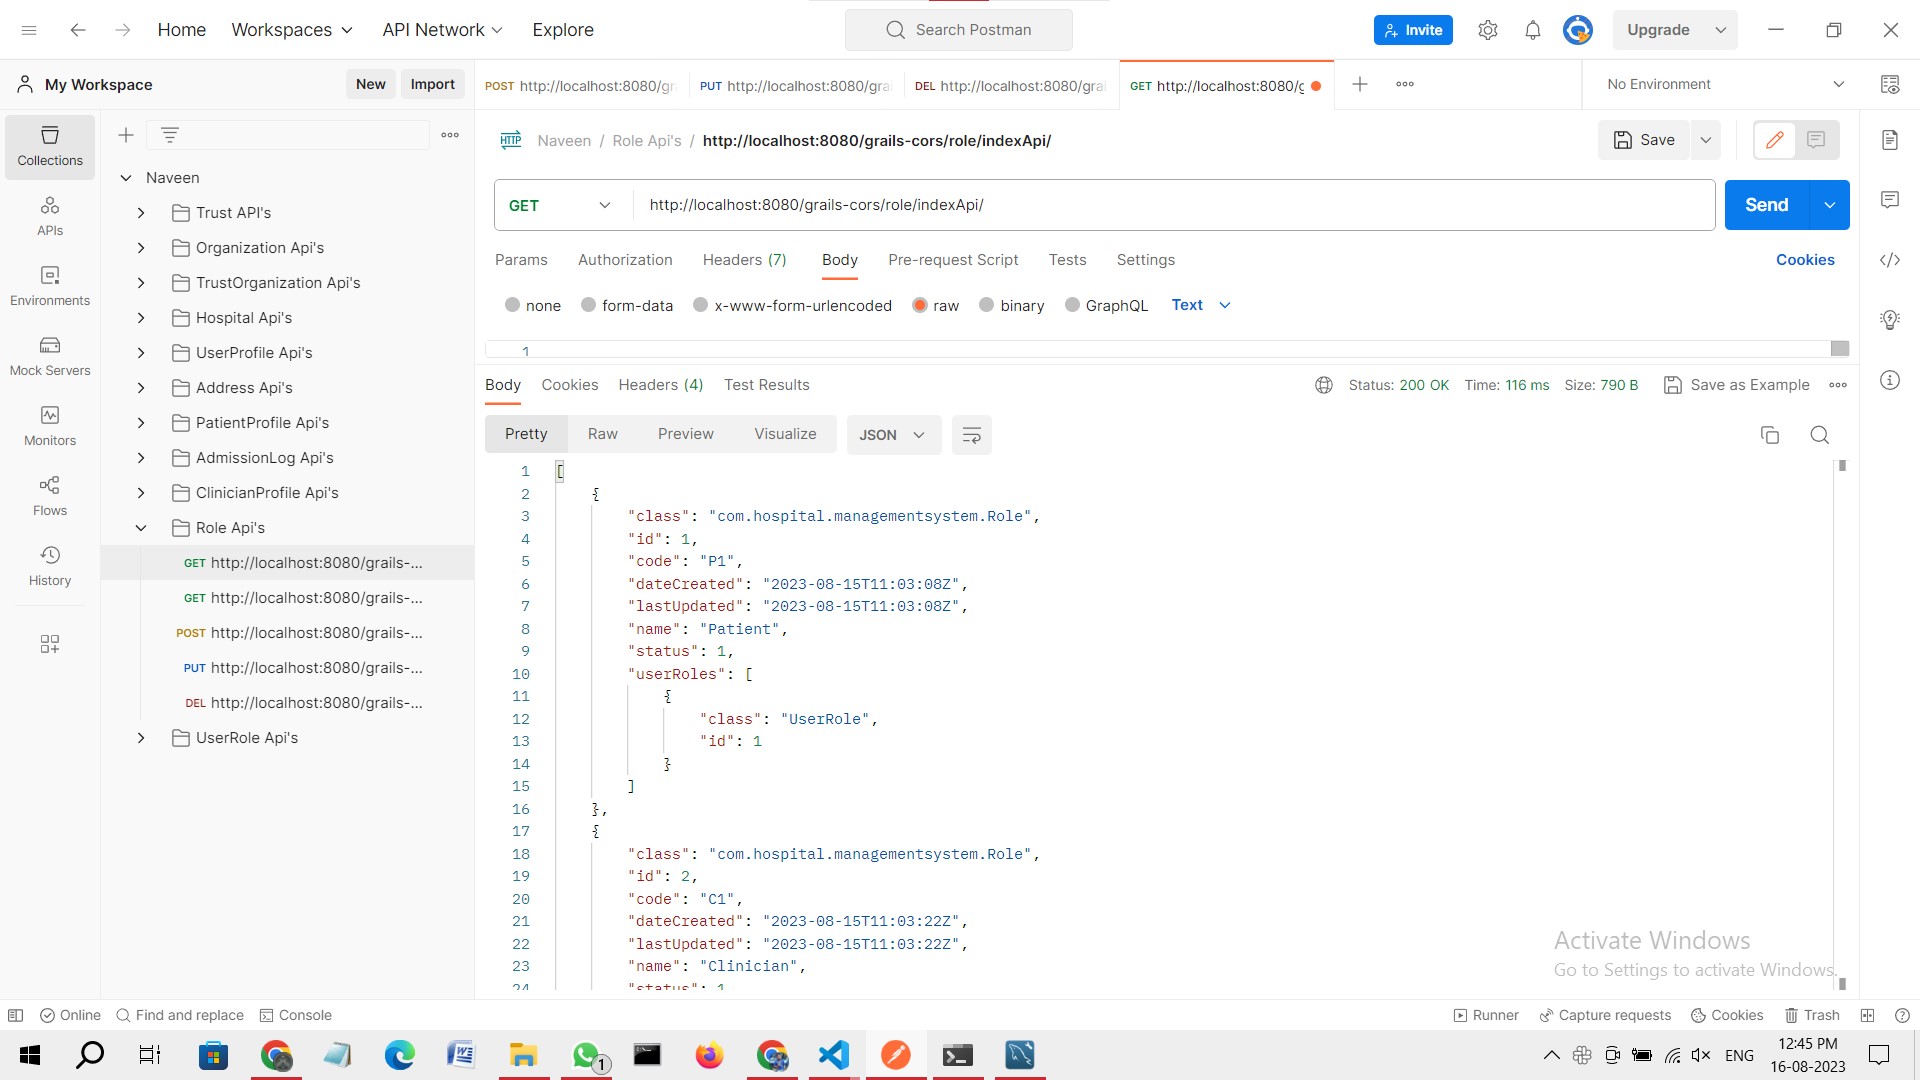 Home Workspaces API Network Explore Search Postman Invite Upgrade
My Workspace New Import
POST http://localhost:8080/gr PUT http://localhost:8080/gra DEL http://localhost:8080/gra GET http://localhost:8080/g No Environment
Collections
APIs
Environments
Mock Servers
Monitors
Flows
History
Naveen
Trust API's
Organization Api's
TrustOrganization Api's
Hospital Api's
UserProfile Api's
Address Api's
PatientProfile Api's
AdmissionLog Api's
ClinicianProfile Api's
Role Api's
GET http://localhost:8080/grails-...
GET http://localhost:8080/grails-...
POST http://localhost:8080/grails-...
PUT http://localhost:8080/grails-...
DEL http://localhost:8080/grails-...
UserRole Api's
HTTP Naveen / Role Api's / http://localhost:8080/grails-cors/role/indexApi/ Save
GET http://localhost:8080/grails-cors/role/indexApi/ Send
Params Authorization Headers (7) Body Pre-request Script Tests Settings Cookies
none form-data x-www-form-urlencoded raw binary GraphQL Text
1
Body Cookies Headers (4) Test Results Status: 200 OK Time: 116 ms Size: 790 B Save as Example
Pretty Raw Preview Visualize JSON
1 [
2 {
3 "class": "com.hospital.managementsystem.Role",
4 "id": 1,
5 "code": "P1",
6 "dateCreated": "2023-08-15T11:03:08Z",
7 "lastUpdated": "2023-08-15T11:03:08Z",
8 "name": "Patient",
9 "status": 1,
10 "userRoles": [
11 {
12 "class": "UserRole",
13 "id": 1
14 }
15 ]
16 },
17 {
18 "class": "com.hospital.managementsystem.Role",
19 "id": 2,
20 "code": "C1",
21 "dateCreated": "2023-08-15T11:03:22Z",
22 "lastUpdated": "2023-08-15T11:03:22Z",
23 "name": "Clinician",
24 "status": 1
Activate Windows
Go to Settings to activate Windows.
Online Find and replace Console Runner Capture requests Cookies Trash
1 ENG 12:45 PM
16-08-2023